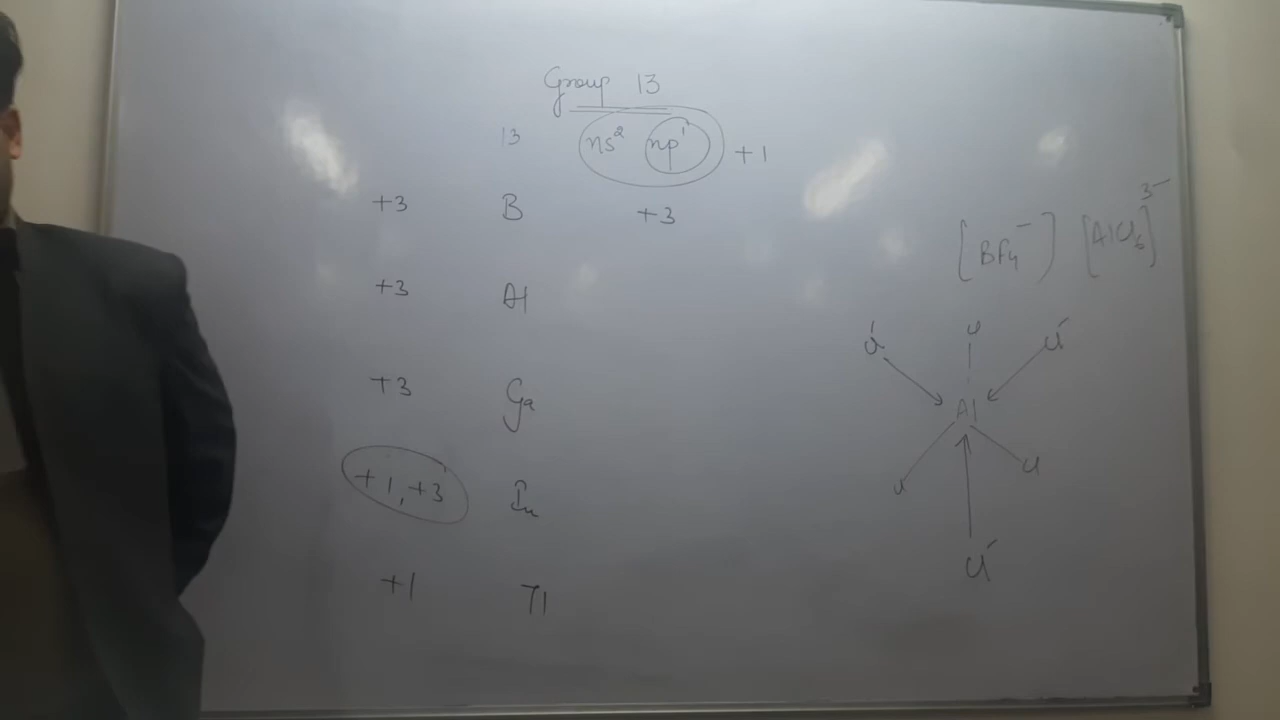 Group 13
13 ns² np¹ +1
+3 B +3
+3 Al
+3 Ga
+1, +3 In
+1 Tl
[BF₄⁻] [AlCl₆]³⁻
Cl⁻ Cl Cl⁻
Al
Cl Cl
Cl⁻